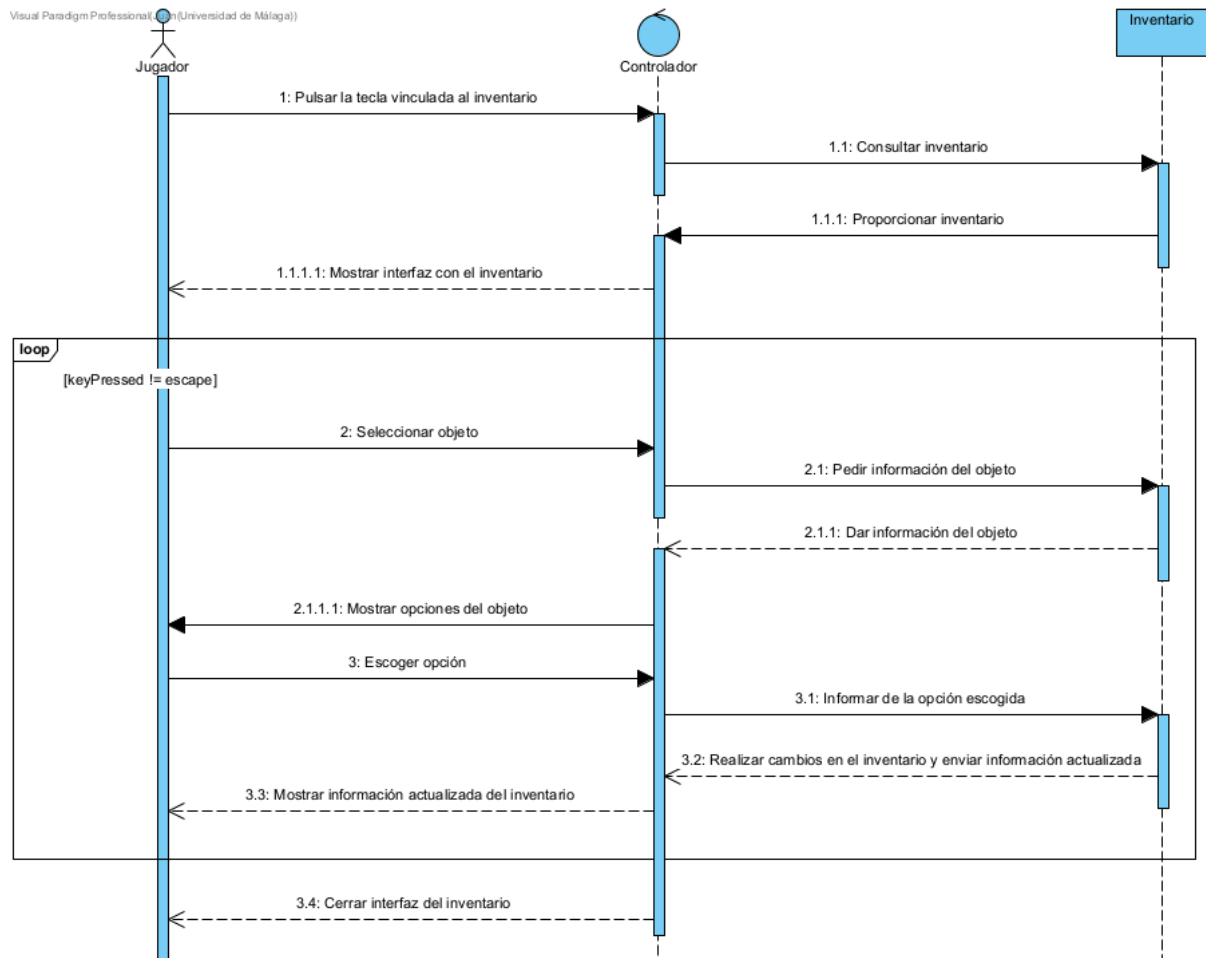 Visual Paradigm Professional(Juan(Universidad de Málaga))
Jugador
Controlador
Inventario
1: Pulsar la tecla vinculada al inventario
1.1: Consultar inventario
1.1.1: Proporcionar inventario
1.1.1.1: Mostrar interfaz con el inventario
loop
[keyPressed != escape]
2: Seleccionar objeto
2.1: Pedir información del objeto
2.1.1: Dar información del objeto
2.1.1.1: Mostrar opciones del objeto
3: Escoger opción
3.1: Informar de la opción escogida
3.2: Realizar cambios en el inventario y enviar información actualizada
3.3: Mostrar información actualizada del inventario
3.4: Cerrar interfaz del inventario